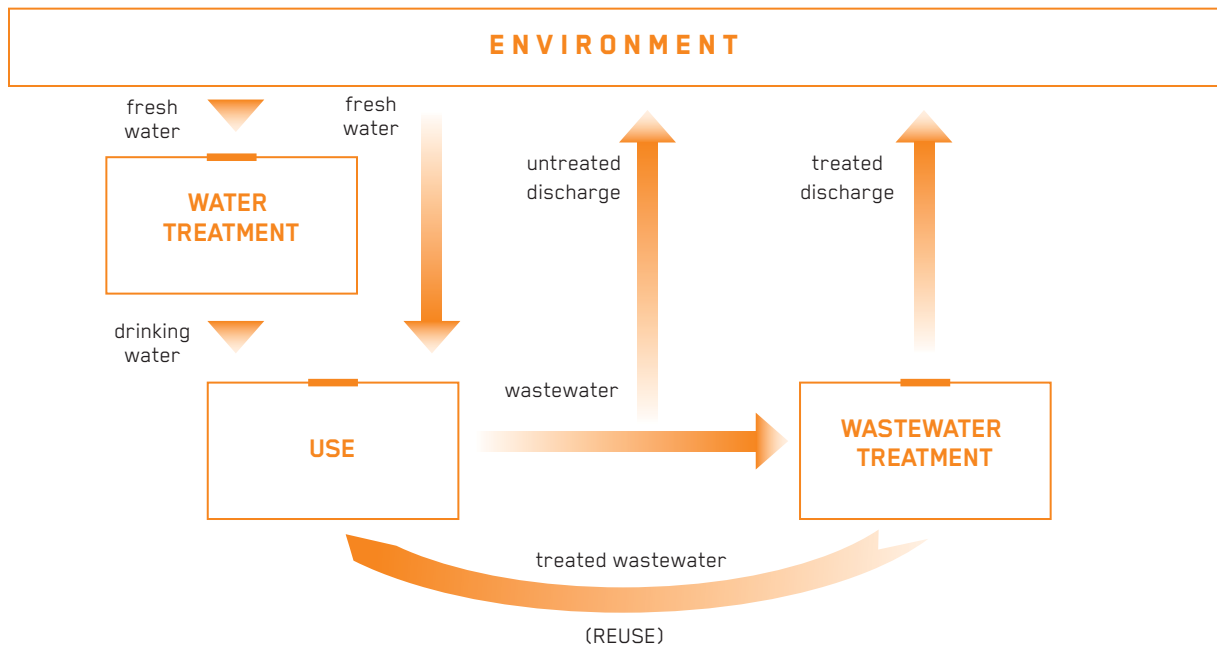 ENVIRONMENT
fresh
water
fresh
water
untreated
discharge
treated
discharge
WATER
TREATMENT
drinking
water
wastewater
USE
WASTEWATER
TREATMENT
treated wastewater
(REUSE)